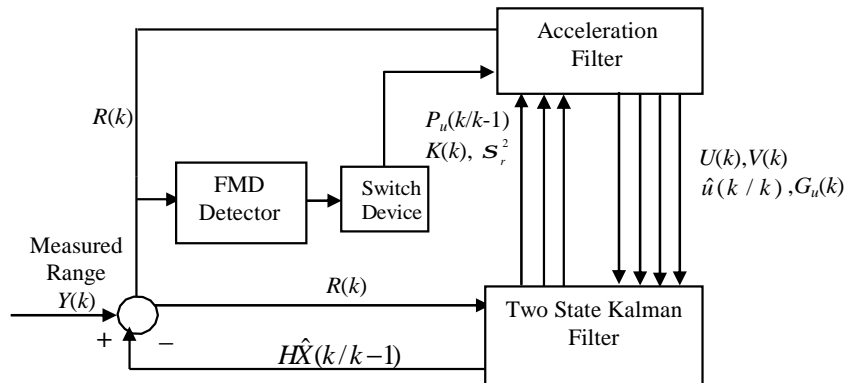 Acceleration
Filter
R(k)
P_u(k/k-1)
K(k), s_r^2
U(k),V(k)
û(k / k),G_u(k)
FMD
Detector
Switch
Device
Measured
Range
Y(k)
R(k)
Two State Kalman
Filter
+
−
HX̂(k/k−1)